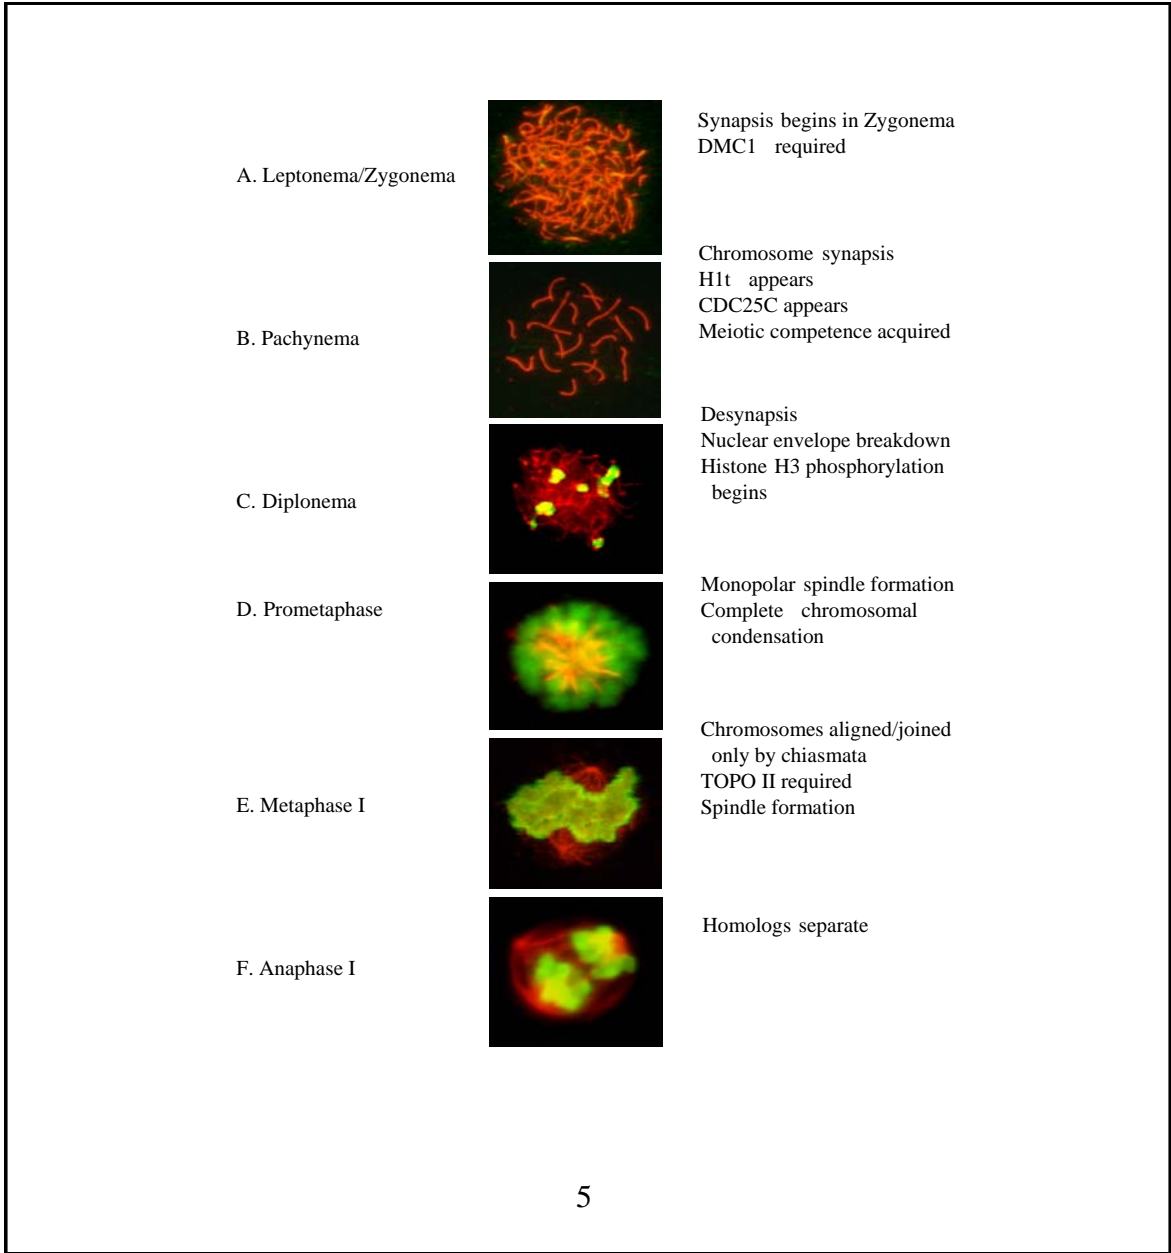 Synapsis begins in Zygonema
DMC1 required
A. Leptonema/Zygonema
Chromosome synapsis
H1t appears
CDC25C appears
Meiotic competence acquired
B. Pachynema
Desynapsis
Nuclear envelope breakdown
Histone H3 phosphorylation
begins
C. Diplonema
Monopolar spindle formation
Complete chromosomal
condensation
D. Prometaphase
Chromosomes aligned/joined
only by chiasmata
TOPO II required
Spindle formation
E. Metaphase I
Homologs separate
F. Anaphase I
5